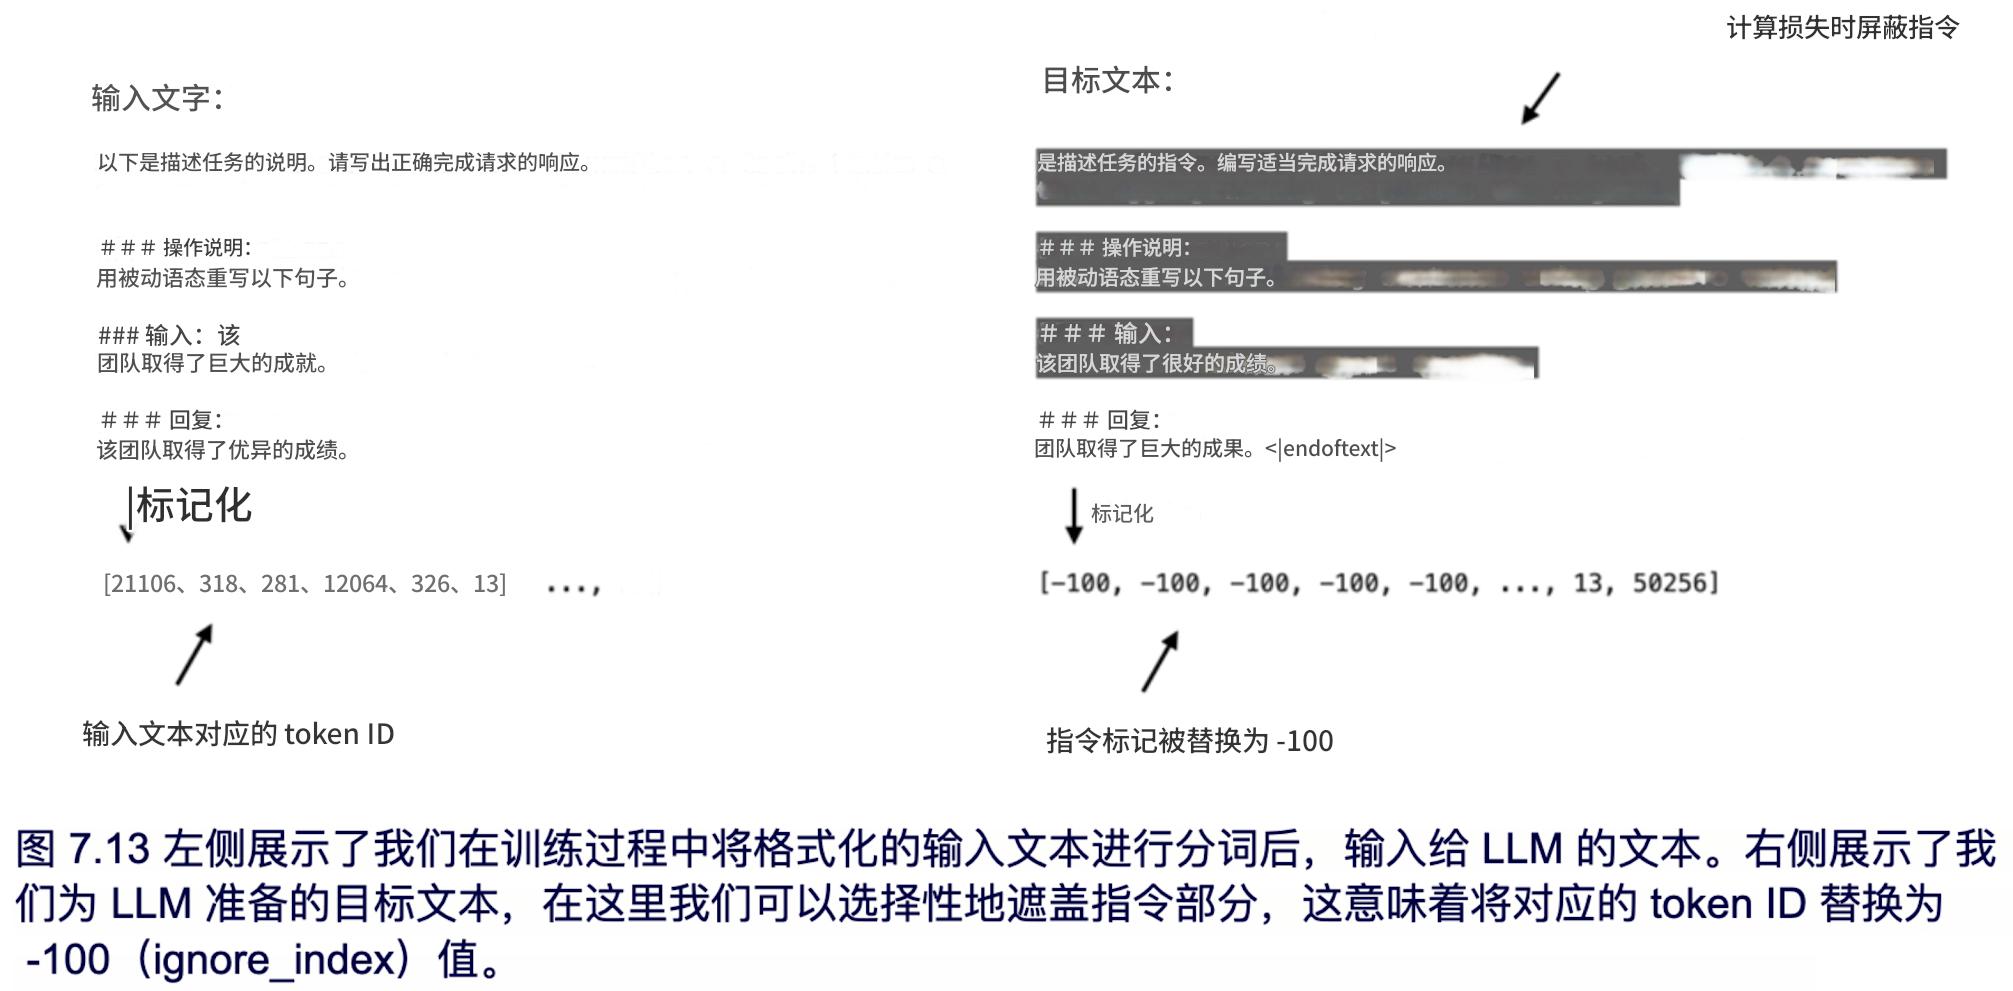 计算损失时屏蔽指令
输入文字：
以下是描述任务的说明。请写出正确完成请求的响应。
＃＃＃ 操作说明：
用被动语态重写以下句子。
### 输入：该
团队取得了巨大的成就。
＃＃＃ 回复：
该团队取得了优异的成绩。
标记化
[21106、318、281、12064、326、13] ...,
输入文本对应的 token ID
目标文本：
是描述任务的指令。编写适当完成请求的响应。
＃＃＃ 操作说明：
用被动语态重写以下句子。
＃＃＃ 输入：
该团队取得了很好的成绩。
＃＃＃ 回复：
团队取得了巨大的成果。<|endoftext|>
标记化
[-100, -100, -100, -100, -100, ..., 13, 50256]
指令标记被替换为 -100
图 7.13 左侧展示了我们在训练过程中将格式化的输入文本进行分词后，输入给 LLM 的文本。右侧展示了我
们为 LLM 准备的目标文本，在这里我们可以选择性地遮盖指令部分，这意味着将对应的 token ID 替换为
-100（ignore_index）值。